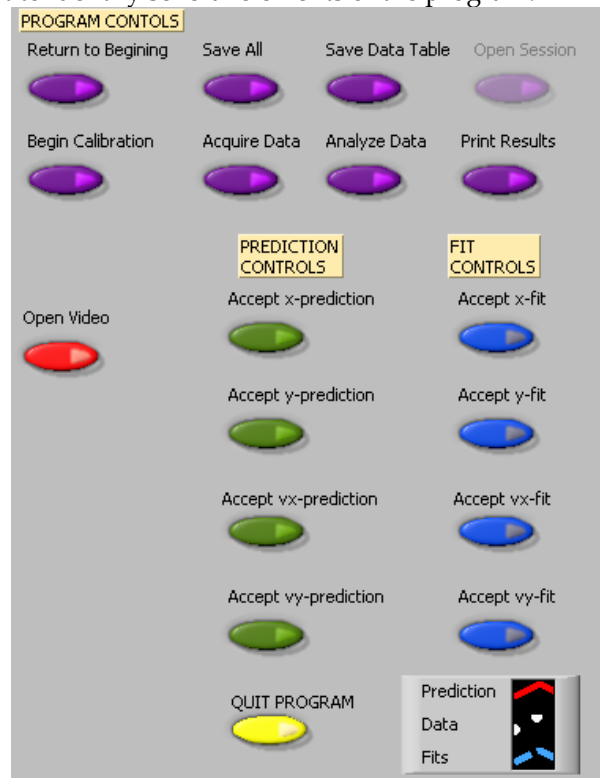 PROGRAM CONTOLS
Return to Begining Save All Save Data Table Open Session
Begin Calibration Acquire Data Analyze Data Print Results
PREDICTION CONTROLS FIT CONTROLS
Open Video
Accept x-prediction Accept x-fit
Accept y-prediction Accept y-fit
Accept vx-prediction Accept vx-fit
Accept vy-prediction Accept vy-fit
QUIT PROGRAM
Prediction
Data
Fits